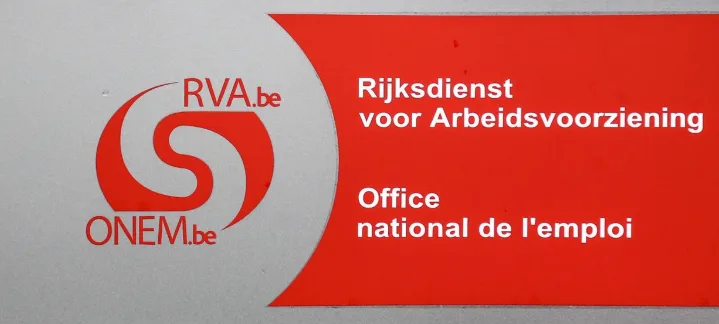 RVA.be
ONEM.be
Rijksdienst
voor Arbeidsvoorziening
Office
national de l'emploi